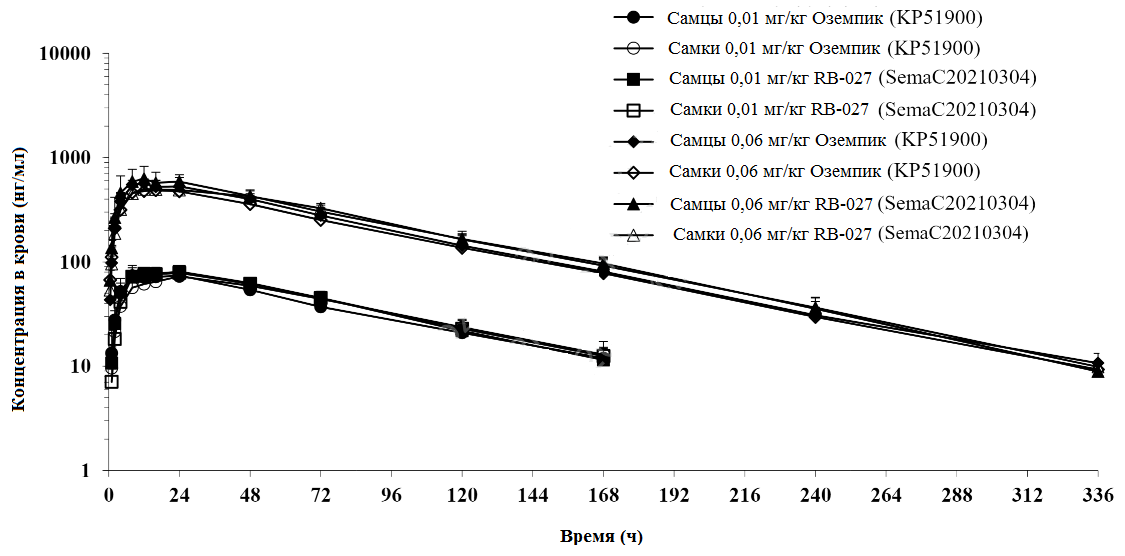 Самцы 0,01 мг/кг Оземпик (KP51900)
Самки 0,01 мг/кг Оземпик (KP51900)
Самцы 0,01 мг/кг RB-027 (SemaC20210304)
Самки 0,01 мг/кг RB-027 (SemaC20210304)
Самцы 0,06 мг/кг Оземпик (KP51900)
Самки 0,06 мг/кг Оземпик (KP51900)
Самцы 0,06 мг/кг RB-027 (SemaC20210304)
Самки 0,06 мг/кг RB-027 (SemaC20210304)
Концентрация в крови (нг/мл)
10000
1000
100
10
1
0 24 48 72 96 120 144 168 192 216 240 264 288 312 336
Время (ч)